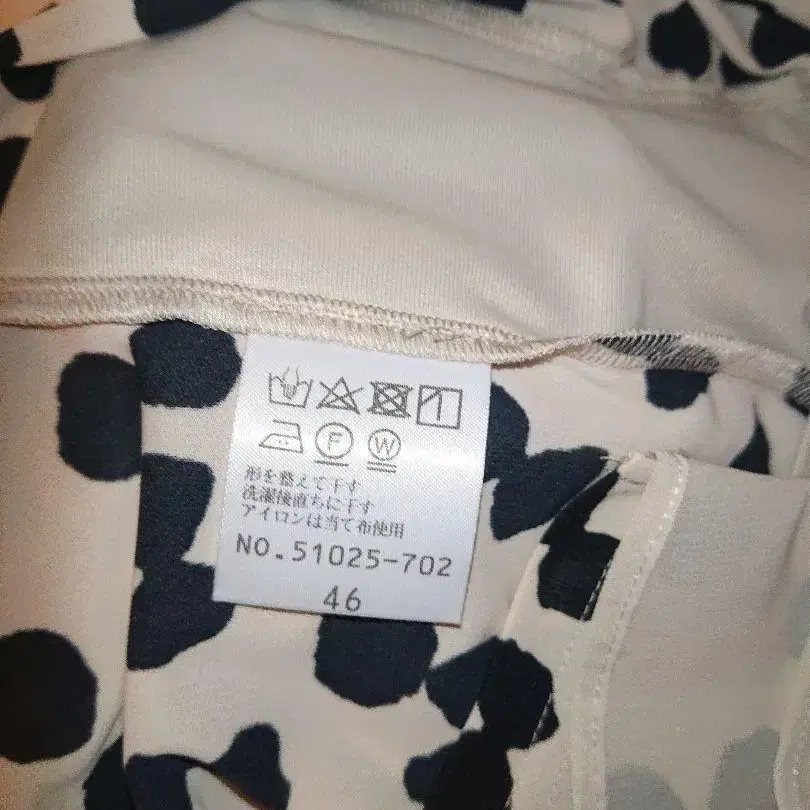 F W
形を整えて干す
洗濯後直ちに干す
アイロンは当て布使用
NO.51025-702
46